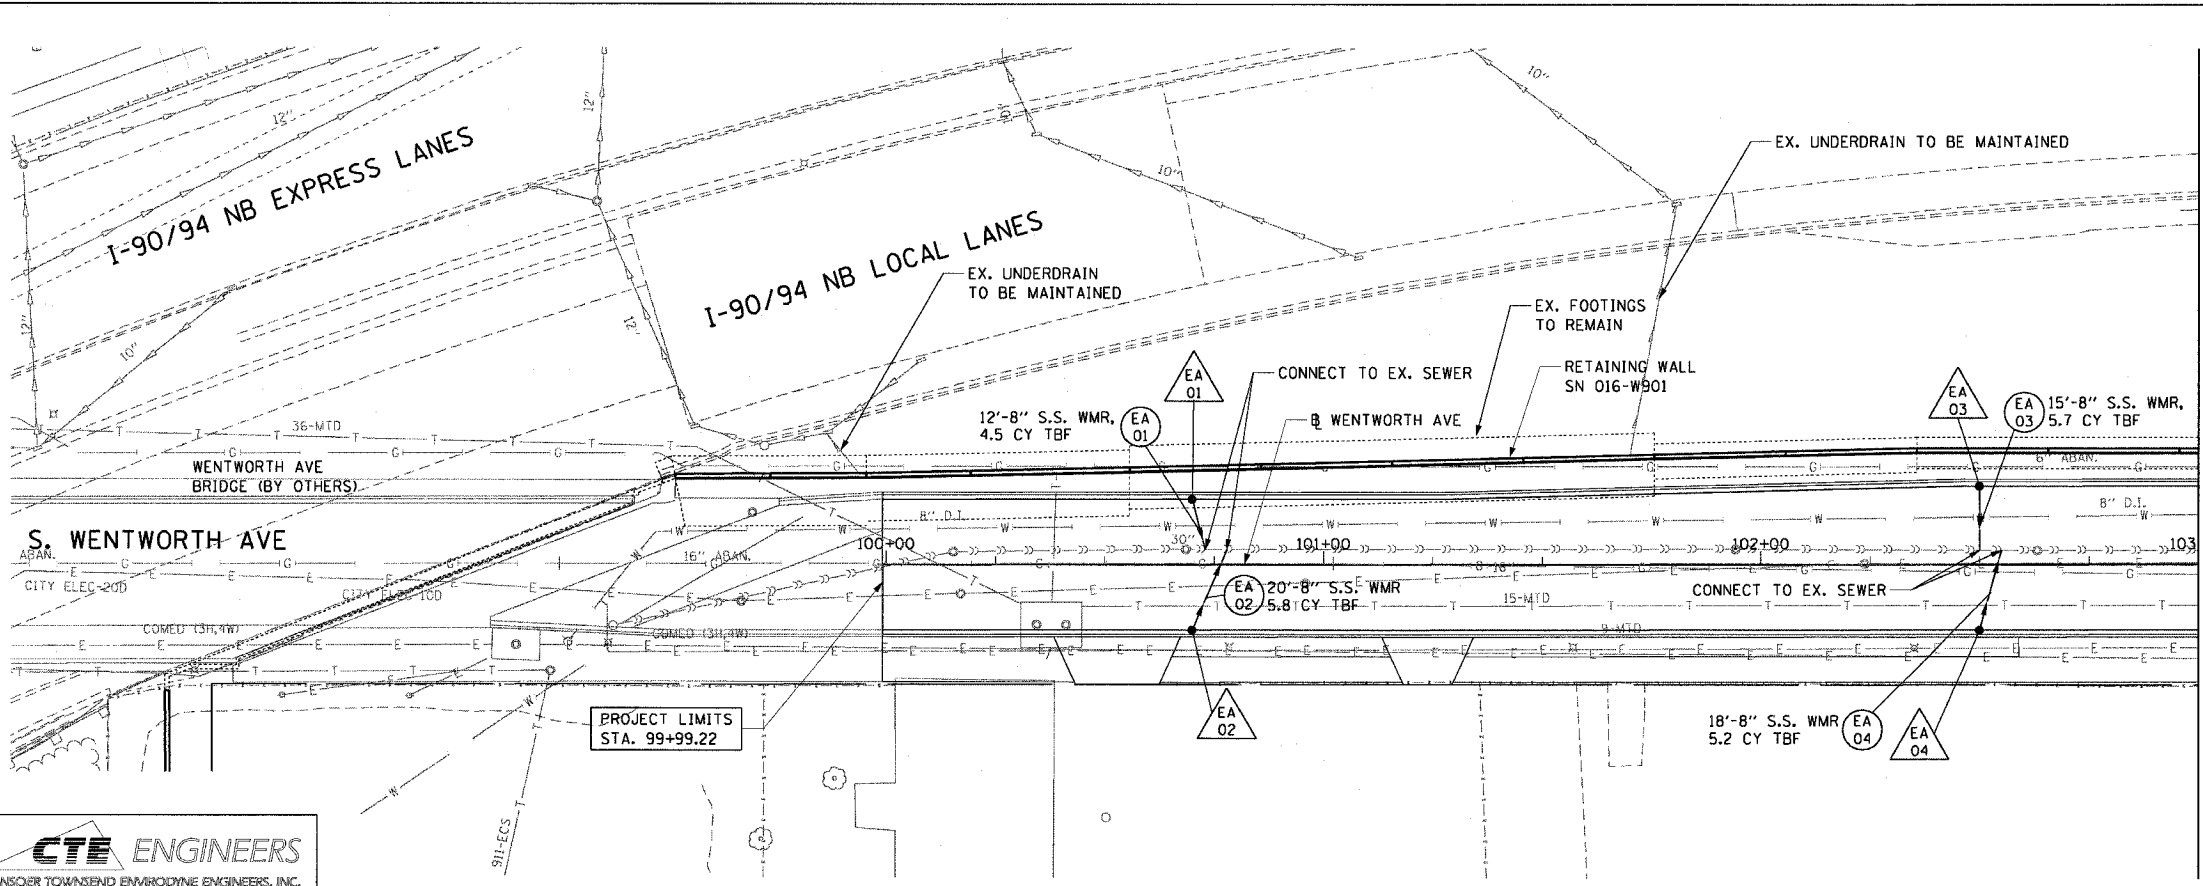 12"
12"
10"
10"
EX. UNDERDRAIN TO BE MAINTAINED
I-90/94 NB EXPRESS LANES
10"
I-90/94 NB LOCAL LANES
EX. UNDERDRAIN
TO BE MAINTAINED
12"
12"
10"
EX. FOOTINGS
TO REMAIN
CONNECT TO EX. SEWER
RETAINING WALL
SN 016-W901
EA
01
EA
03
12'-8" S.S. WMR,
4.5 CY TBF
EA
01
℄ WENTWORTH AVE
EA
03
15'-8" S.S. WMR,
5.7 CY TBF
36-MTD
WENTWORTH AVE
BRIDGE (BY OTHERS)
6" ABAN.
8" D.I.
8" D.I.
S. WENTWORTH AVE
ABAN.
16" ABAN.
100+00
30"
101+00
102+00
103
CITY ELEC-20D
EA
02
20'-8" S.S. WMR
5.8 CY TBF
15-MTD
CONNECT TO EX. SEWER
COMED (3H,4W)
COMED (3H,4W)
9-MTD
PROJECT LIMITS
STA. 99+99.22
EA
02
18'-8" S.S. WMR
5.2 CY TBF
EA
04
EA
04
911-ECS
CTE ENGINEERS
TOWNSEND ENVIRODYNE ENGINEERS, INC.